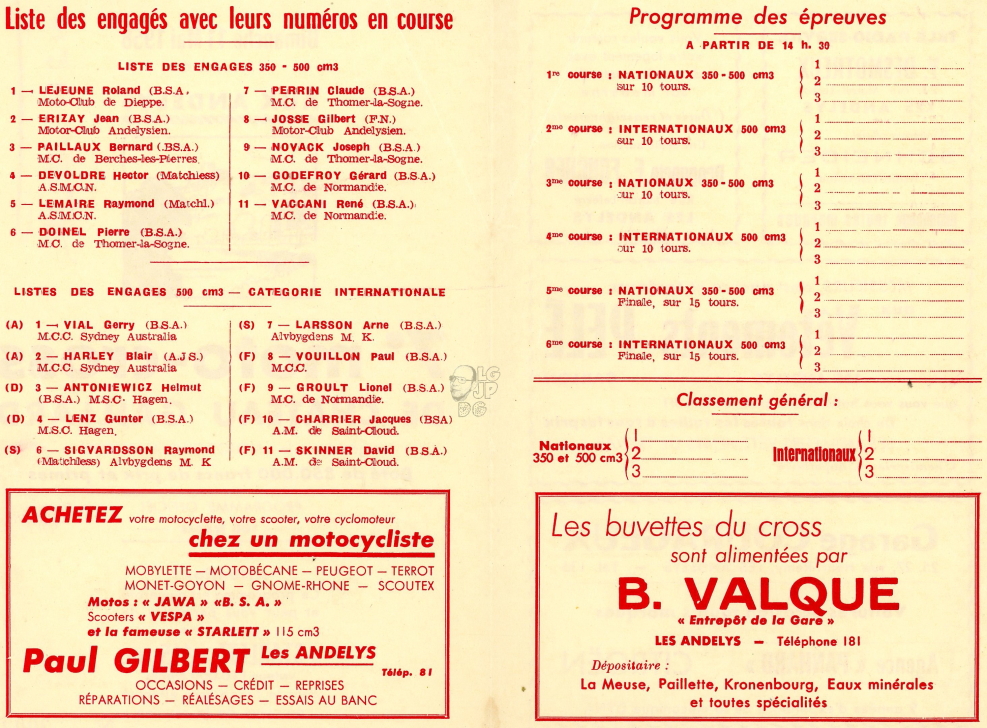 Liste des engagés avec leurs numéros en course
LISTE DES ENGAGES 350 - 500 cm3
1 — LEJEUNE Roland (B.S.A.
Moto-Club de Dieppe.
2 — ERIZAY Jean (B.S.A.)
Motor-Club Andelysien.
3 — PAILLAUX Bernard (.BS.A.)
M.C. de Berches-les-Pierres.
4 — DEVOLDRE Hector (Matchless)
A.S.M.C.N.
5 — LEMAIRE Raymond (Matchl.)
A.S.M.C.N.
6 — DOINEL Pierre (B.S.A.)
M.C. de Thomer-la-Sogne.
7 — PERRIN Claude (B.S.A.)
M.C. de Thomer-la-Sogne.
8 — JOSSE Gilbert (F.N.)
Motor-Club Andelysien.
9 — NOVACK Joseph (B.S.A.)
M.C. de Thomer-la-Sogne.
10 — GODEFROY Gérard (B.S.A.)
M.C. de Normandie.
11 — VACCANI René (B.S.A.)
M.C. de Normandie.
LISTES DES ENGAGES 500 cm3 — CATEGORIE INTERNATIONALE
(A) 1 — VIAL Gerry (B.S.A.)
M.C.C. Sydney Australia
(A) 2 — HARLEY Blair (A.J S.)
M.C.C. Sydney Australia
(D) 3 — ANTONIEWICZ Helmut
(B.S.A.) M.S.C. Hagen.
(D) 4 — LENZ Gunter (B.S.A.)
M.S.C. Hagen.
(S) 6 — SIGVARDSSON Raymond
(Matchless) Alvbygdens M. K
(S) 7 — LARSSON Arne (B.S.A.)
Alvbygdens M. K.
(F) 8 — VOUILLON Paul (B.S.A.)
M.C.C.
(F) 9 — GROULT Lionel (B.S.A.)
M.C. de Normandie.
(F) 10 — CHARRIER Jacques (BSA)
A.M. de Saint-Cloud.
(F) 11 — SKINNER David (B.S.A.)
A.M. de Saint-Cloud.
LG
JP
DG
ACHETEZ votre motocyclette, votre scooter, votre cyclomoteur
chez un motocycliste
MOBYLETTE — MOTOBÉCANE — PEUGEOT — TERROT
MONET-GOYON — GNOME-RHONE — SCOUTEX
Motos : « JAWA » «B. S. A.»
Scooters « VESPA »
et la fameuse « STARLETT » 115 cm3
Paul GILBERT Les ANDELYS Télép. 81
OCCASIONS — CRÉDIT — REPRISES
RÉPARATIONS — RÉALÉSAGES — ESSAIS AU BANC
Programme des épreuves
A PARTIR DE 14 h. 30
1re course : NATIONAUX 350-500 cm3
sur 10 tours.
1
2
3
2me course : INTERNATIONAUX 500 cm3
sur 10 tours.
1
2
3
3me course : NATIONAUX 350-500 cm3
sur 10 tours.
1
2
3
4me course : INTERNATIONAUX 500 cm3
sur 10 tours.
1
2
3
5me course : NATIONAUX 350-500 cm3
Finale, sur 15 tours.
1
2
3
6me course : INTERNATIONAUX 500 cm3
Finale, sur 15 tours.
1
2
3
Classement général :
Nationaux
350 et 500 cm3
1
2
3
Internationaux
1
2
3
Les buvettes du cross
sont alimentées par
B. VALQUE
« Entrepôt de la Gare »
LES ANDELYS — Téléphone 181
Dépositaire :
La Meuse, Paillette, Kronenbourg, Eaux minérales
et toutes spécialités